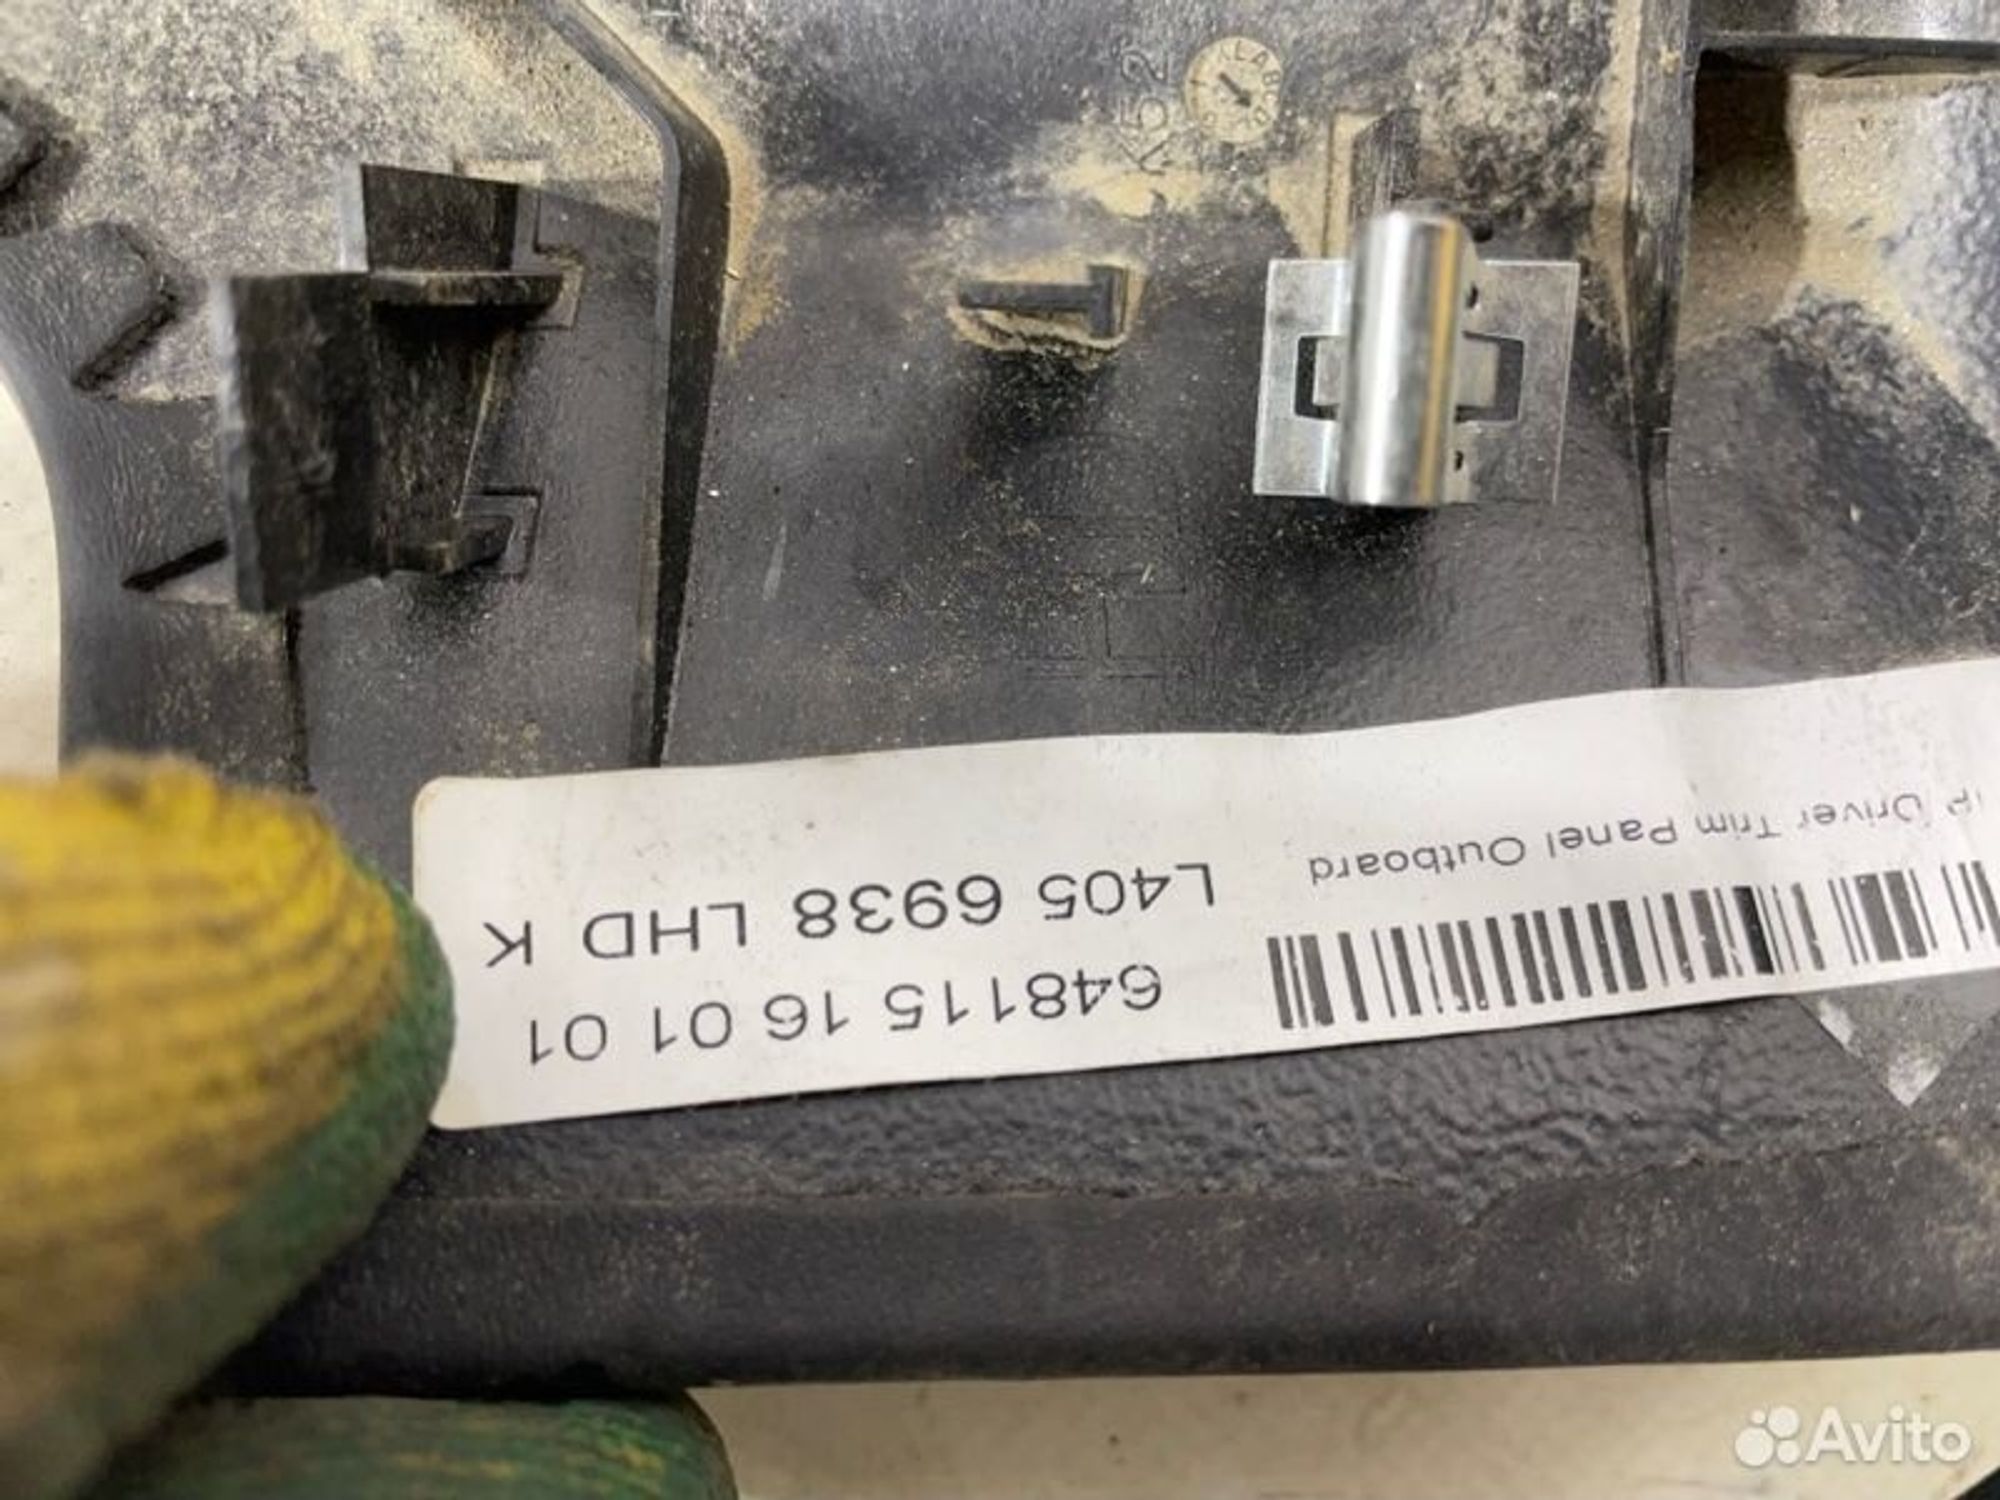 K52
648115 16 01 01
L405 6938 LHD K
IP Driver Trim Panel Outboard
Avito